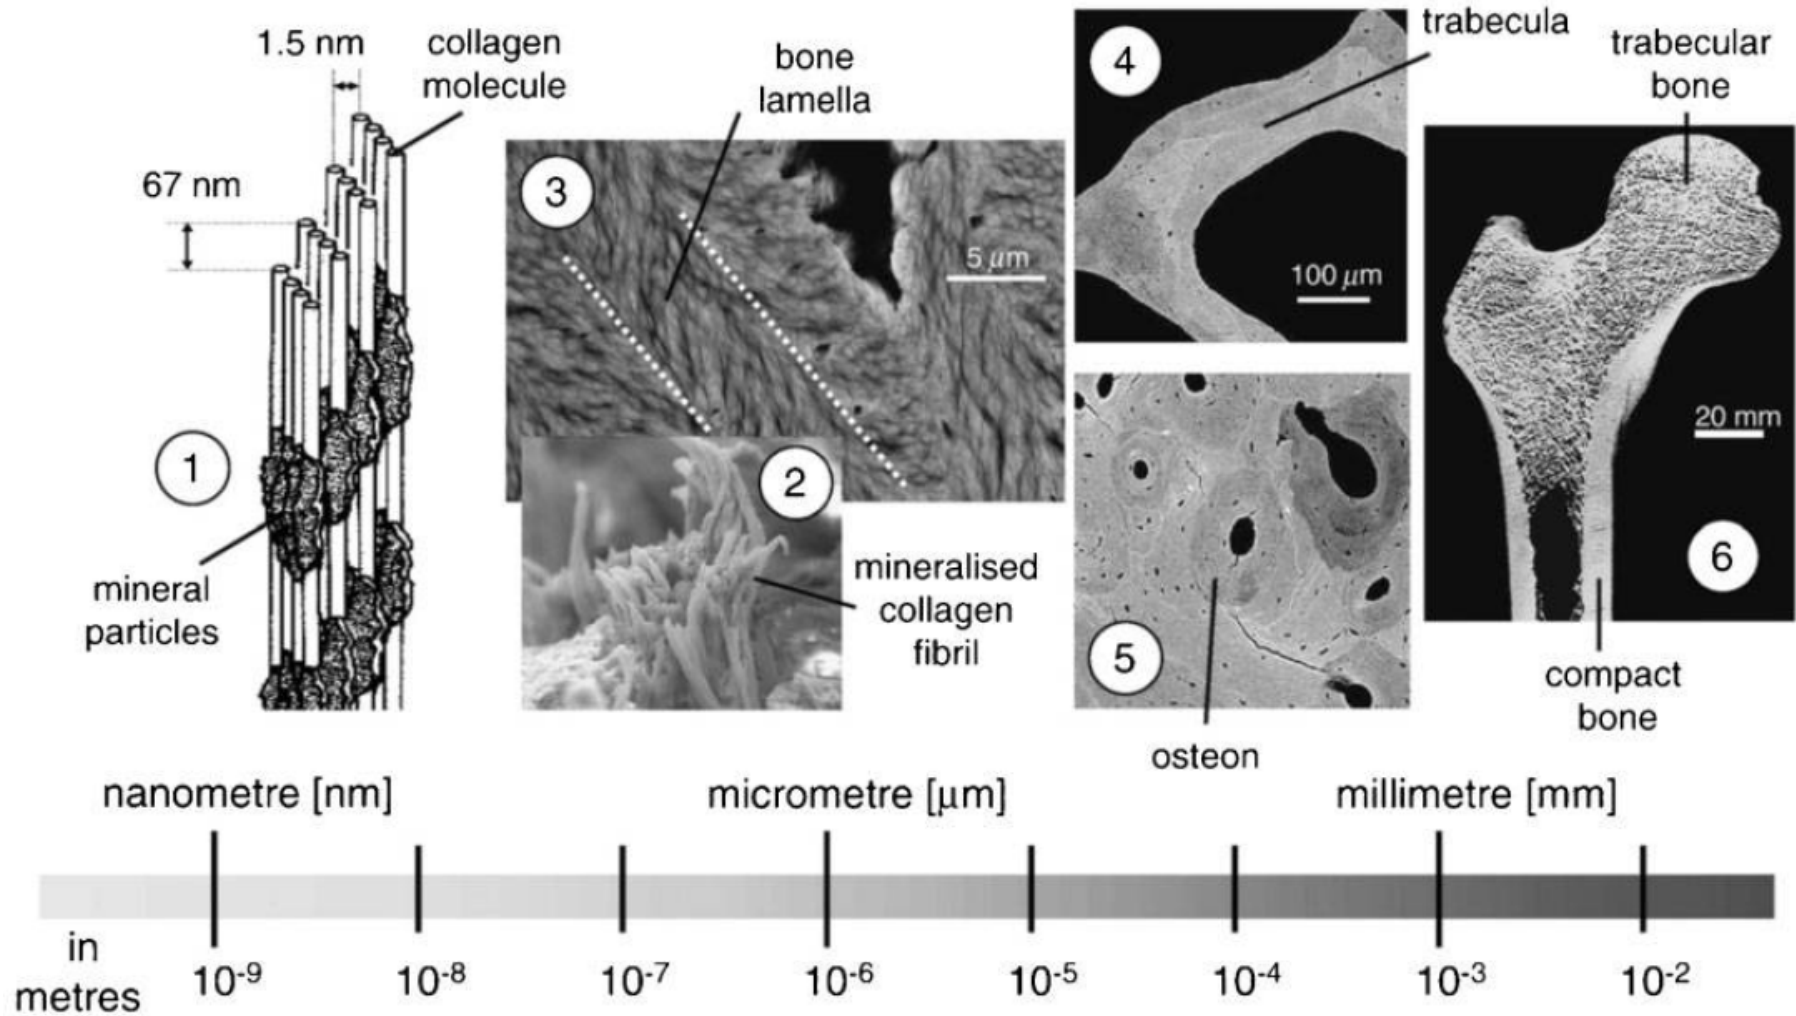 1.5 nm
collagen
molecule
67 nm
1
mineral
particles
bone
lamella
3
5 μm
2
mineralised
collagen
fibril
4
trabecula
100 μm
5
osteon
trabecular
bone
20 mm
6
compact
bone
nanometre [nm]
micrometre [μm]
millimetre [mm]
in
metres
10⁻⁹
10⁻⁸
10⁻⁷
10⁻⁶
10⁻⁵
10⁻⁴
10⁻³
10⁻²